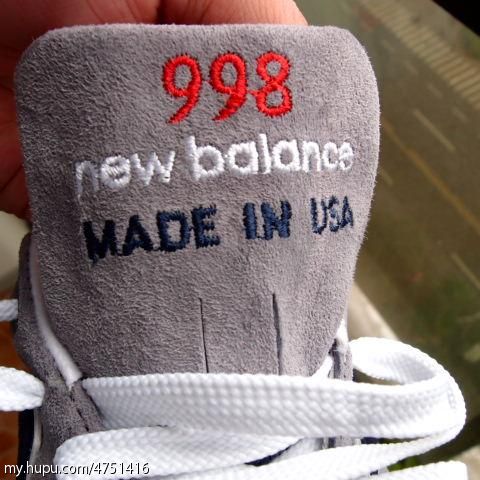 998
new balance
MADE IN USA
my.hupu.com/4751416